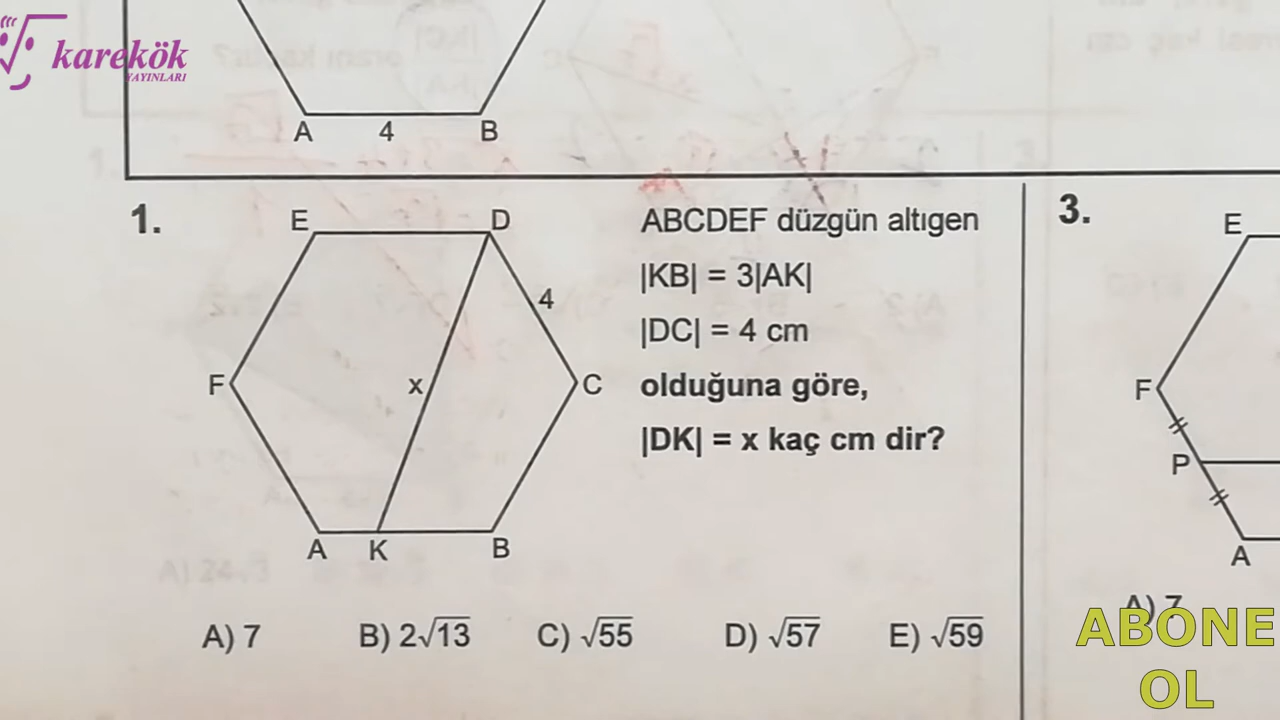 karekök
YAYINLARI
A 4 B
1.
E D
4
F x C
A K B
ABCDEF düzgün altıgen
|KB| = 3|AK|
|DC| = 4 cm
olduğuna göre,
|DK| = x kaç cm dir?
A) 7 B) 2√13 C) √55 D) √57 E) √59
3.
E
F
P
A
A) 7
ABONE
OL